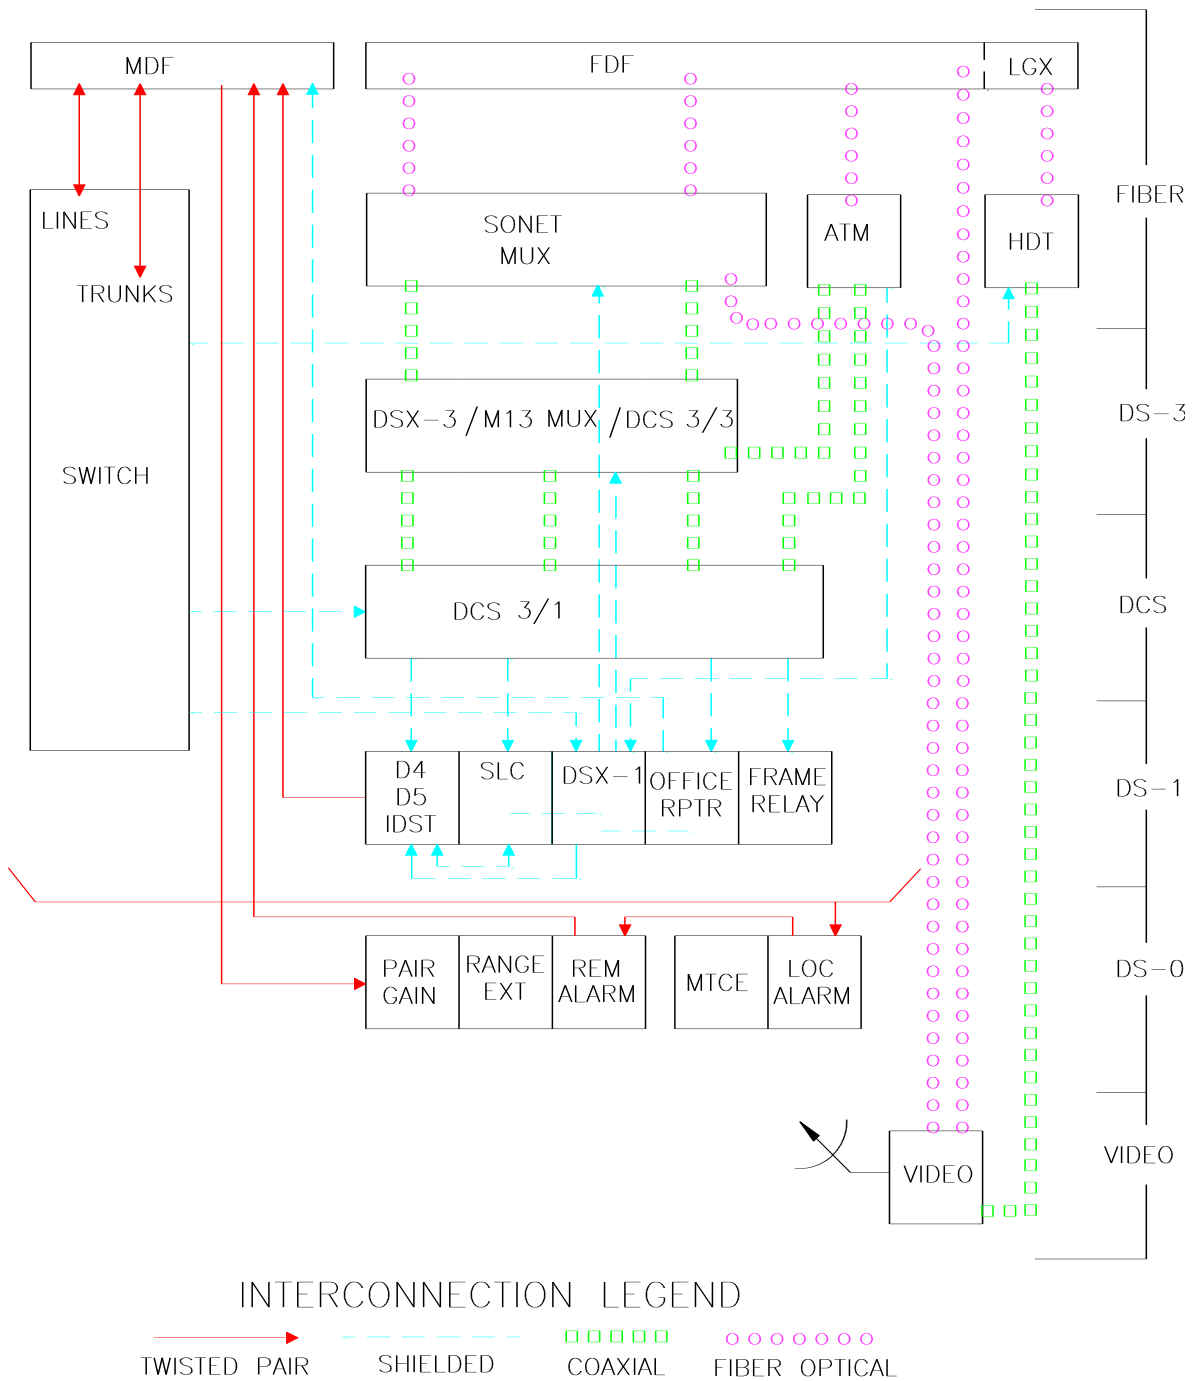 MDF
FDF
LGX
LINES
TRUNKS
SWITCH
SONET
MUX
ATM
HDT
FIBER
DSX-3/M13 MUX/DCS 3/3
DS-3
DCS 3/1
DCS
D4
D5
IDST
SLC
DSX-1
OFFICE
RPTR
FRAME
RELAY
DS-1
PAIR
GAIN
RANGE
EXT
REM
ALARM
MTCE
LOC
ALARM
DS-0
VIDEO
VIDEO
INTERCONNECTION LEGEND
TWISTED PAIR
SHIELDED
COAXIAL
FIBER OPTICAL